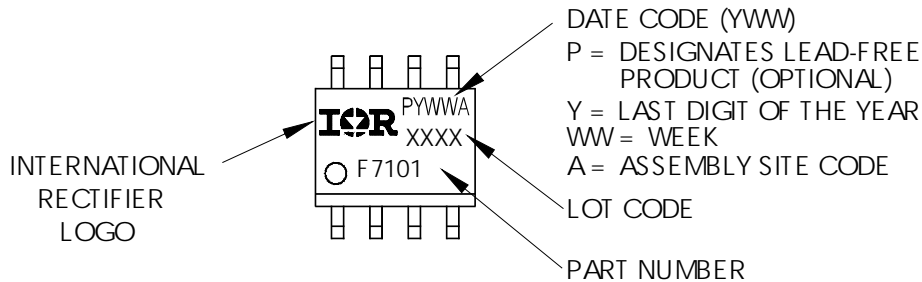 DATE CODE (YWW)
P = DESIGNATES LEAD-FREE
PRODUCT (OPTIONAL)
Y = LAST DIGIT OF THE YEAR
WW = WEEK
A = ASSEMBLY SITE CODE
LOT CODE
PART NUMBER
INTERNATIONAL
RECTIFIER
LOGO
IOR
PYWWA
XXXX
F7101